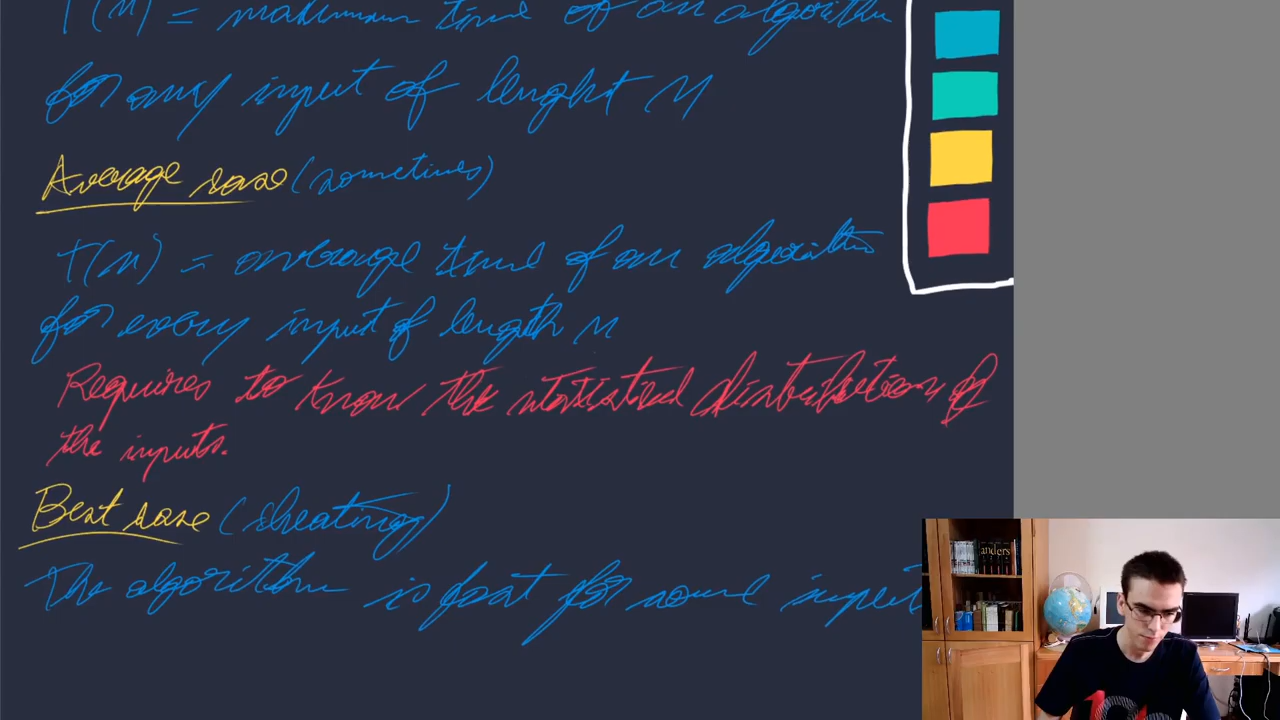 T(n) = maximum time of an algorithm
for any input of lenght n
Average case (sometimes)
T(n) = average time of an algorithm
for every input of length n
Requires to know the statistical distribution of
the inputs.
Best case (cheating)
The algorithm is fast for some input
anders